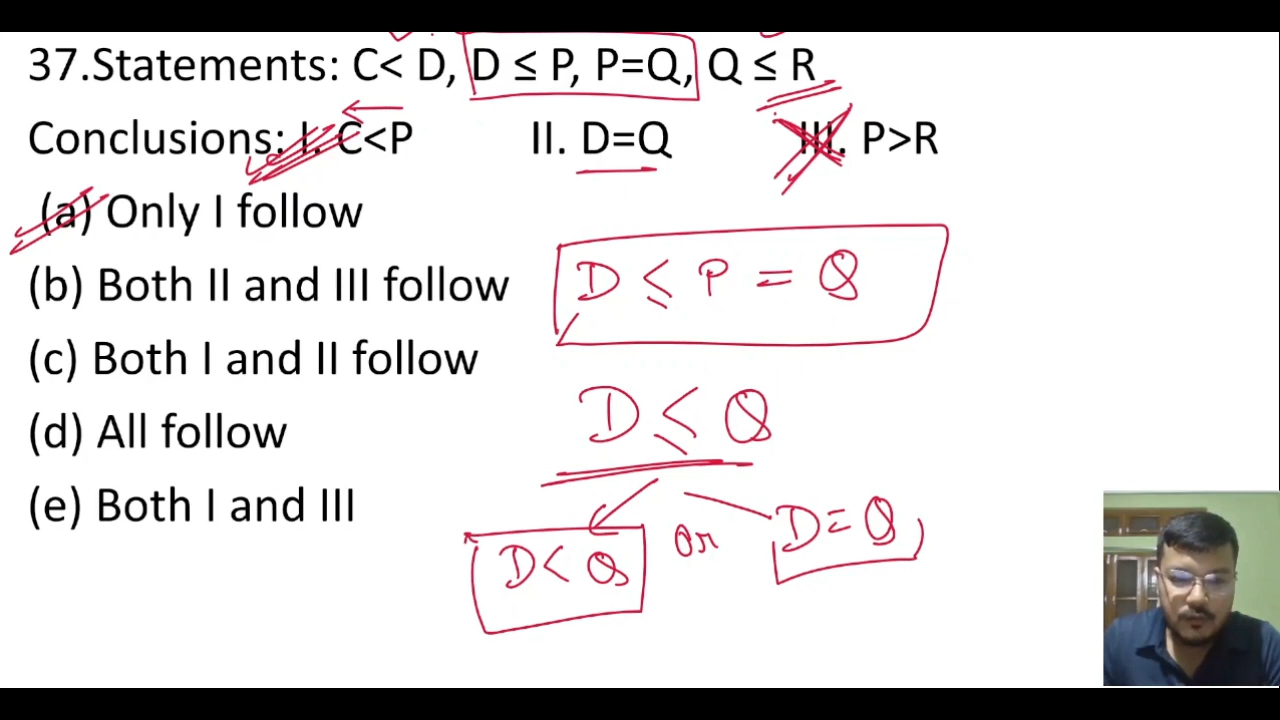 37.Statements: C< D, D ≤ P, P=Q, Q ≤ R
Conclusions: I. C<P II. D=Q III. P>R
(a) Only I follow
(b) Both II and III follow
D ≤ P = Q
(c) Both I and II follow
D ≤ Q
(d) All follow
(e) Both I and III
D < Q or D = Q